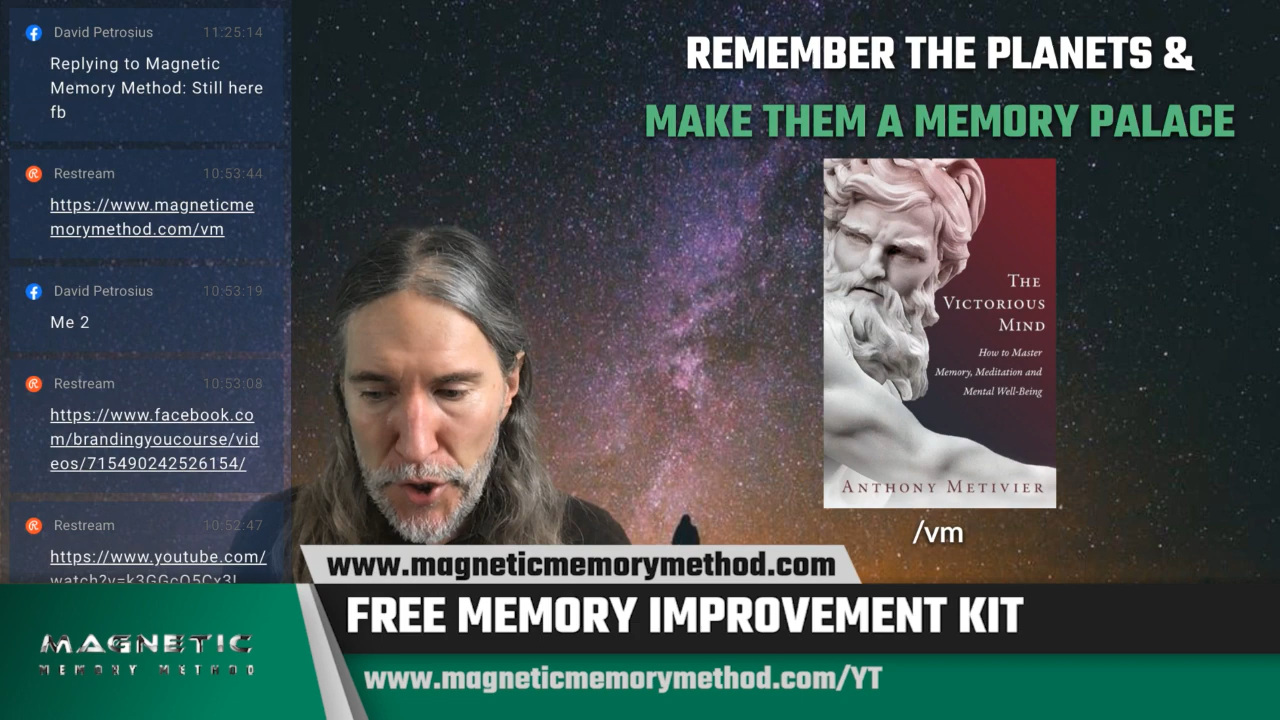 David Petrosius 11:25:14
Replying to Magnetic
Memory Method: Still here
fb
Restream 10:53:44
https://www.magneticme
morymethod.com/vm
David Petrosius 10:53:19
Me 2
Restream 10:53:08
https://www.facebook.co
m/brandingyoucourse/vid
eos/715490242526154/
Restream 10:52:47
https://www.youtube.com/
REMEMBER THE PLANETS &
MAKE THEM A MEMORY PALACE
THE
VICTORIOUS
MIND
How to Master
Memory, Meditation and
Mental Well-Being
ANTHONY METIVIER
/vm
www.magneticmemorymethod.com
FREE MEMORY IMPROVEMENT KIT
www.magneticmemorymethod.com/YT
MAGNETIC
MEMORY METHOD